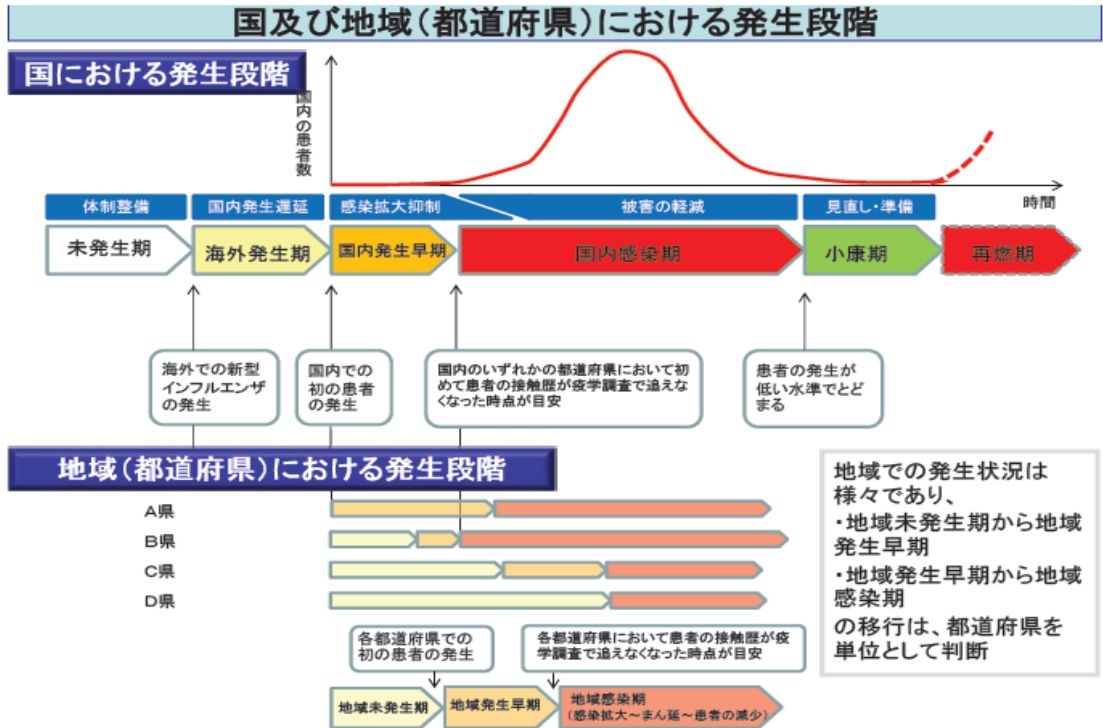 国及び地域(都道府県)における発生段階
国における発生段階
国内の患者数
時間
体制整備
国内発生遅延
感染拡大抑制
被害の軽減
見直し・準備
未発生期
海外発生期
国内発生早期
国内感染期
小康期
再燃期
海外での新型
インフルエンザ
の発生
国内での
初の患者
の発生
国内のいずれかの都道府県において初
めて患者の接触歴が疫学調査で追えな
くなった時点が目安
患者の発生が
低い水準でとど
まる
地域(都道府県)における発生段階
A県
B県
C県
D県
地域での発生状況は
様々であり、
・地域未発生期から地域
発生早期
・地域発生早期から地域
感染期
の移行は、都道府県を
単位として判断
各都道府県での
初の患者の発生
各都道府県において患者の接触歴が疫
学調査で追えなくなった時点が目安
地域未発生期
地域発生早期
地域感染期
(感染拡大~まん延~患者の減少)